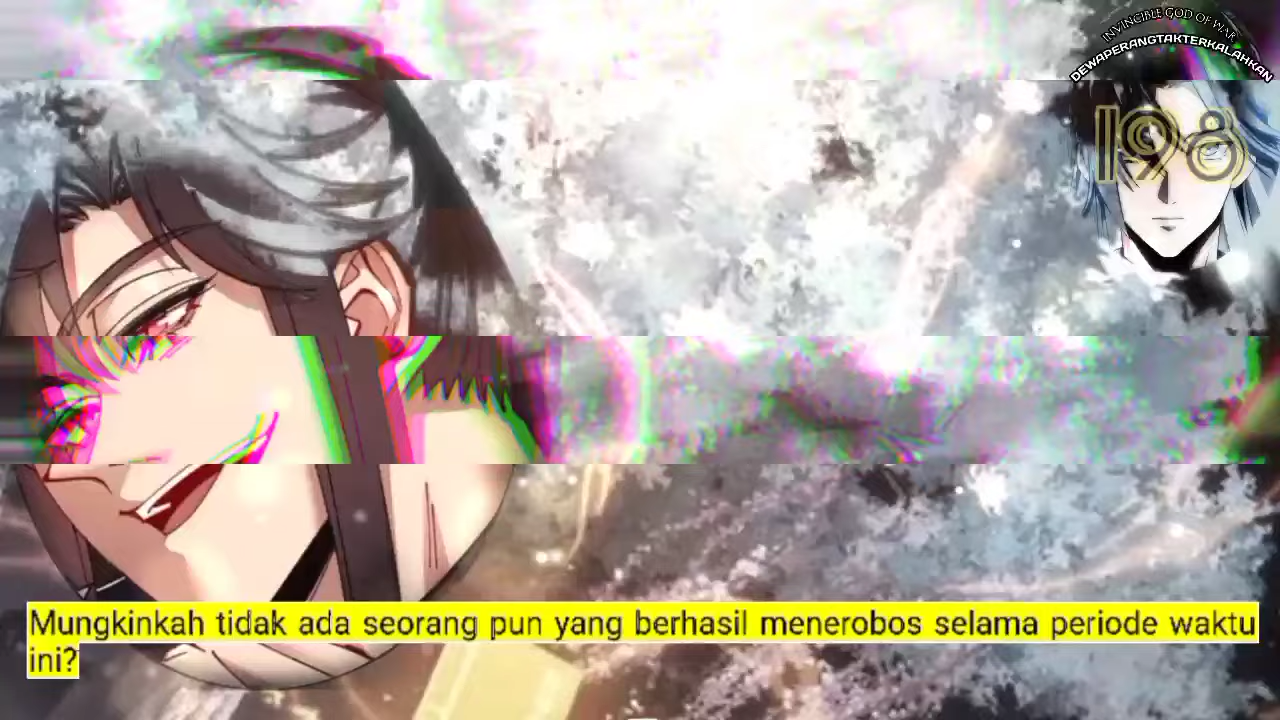 INVINCIBLE GOD OF WAR
DEWAPERANGTAKTERKALAHKAN
198
Mungkinkah tidak ada seorang pun yang berhasil menerobos selama periode waktu
ini?